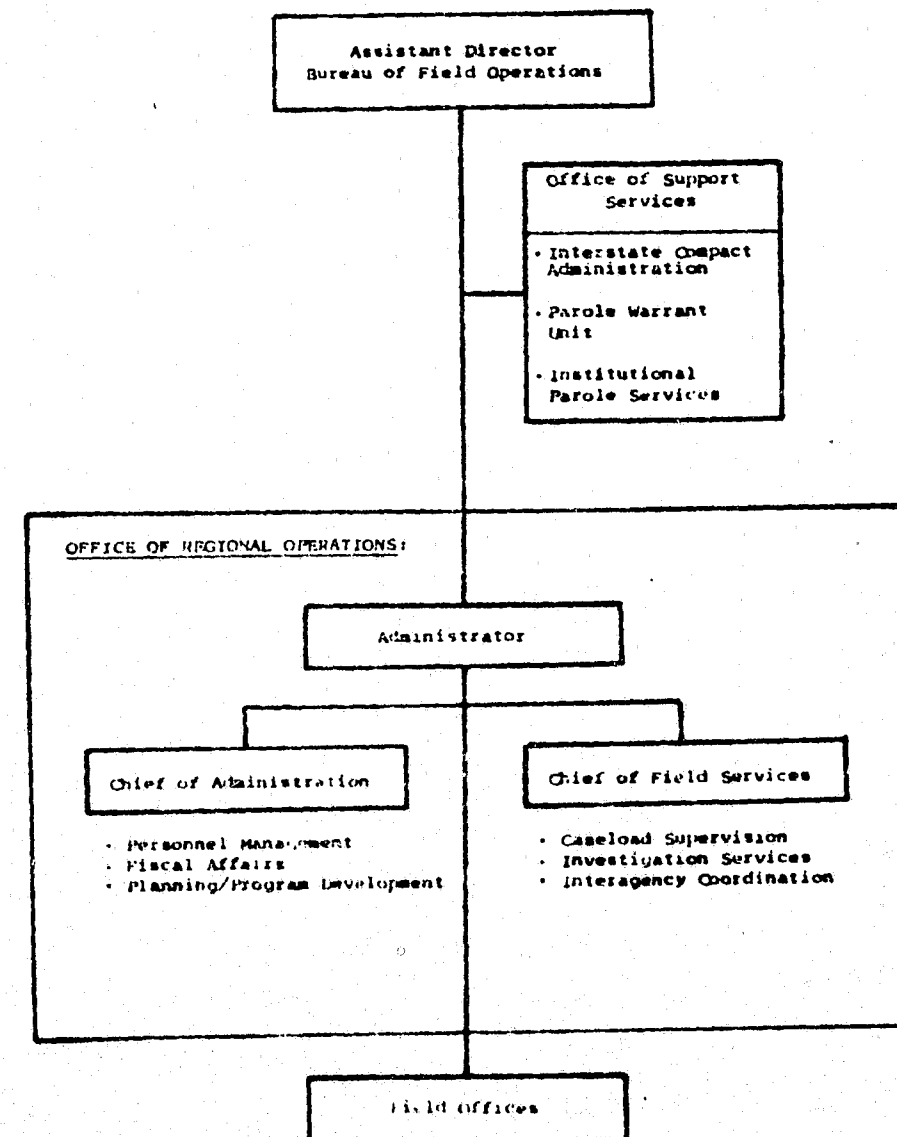 Assistant Director
Bureau of Field Operations
Office of Support
Services
• Interstate Compact
Administration
• Parole Warrant
Unit
• Institutional
Parole Services
OFFICE OF REGIONAL OPERATIONS:
Administrator
Chief of Administration
Chief of Field Services
• Personnel Management
• Fiscal Affairs
• Planning/Program Development
• Caseload Supervision
• Investigation Services
• Interagency Coordination
Field Offices